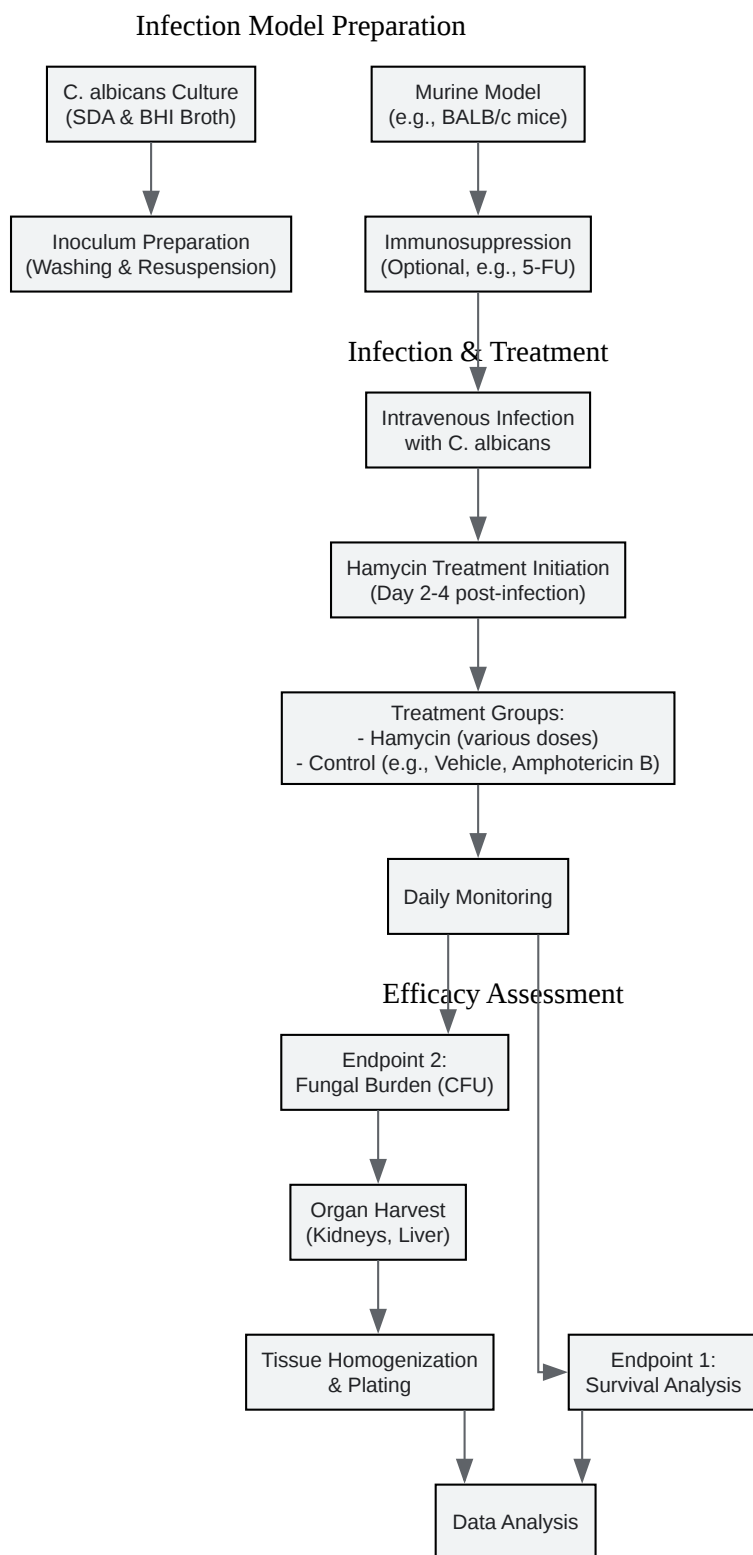 Infection Model Preparation
C. albicans Culture
(SDA & BHI Broth)
Murine Model
(e.g., BALB/c mice)
Inoculum Preparation
(Washing & Resuspension)
Immunosuppression
(Optional, e.g., 5-FU)
Infection & Treatment
Intravenous Infection
with C. albicans
Hamycin Treatment Initiation
(Day 2-4 post-infection)
Treatment Groups:
- Hamycin (various doses)
- Control (e.g., Vehicle, Amphotericin B)
Daily Monitoring
Efficacy Assessment
Endpoint 2:
Fungal Burden (CFU)
Organ Harvest
(Kidneys, Liver)
Tissue Homogenization
& Plating
Endpoint 1:
Survival Analysis
Data Analysis